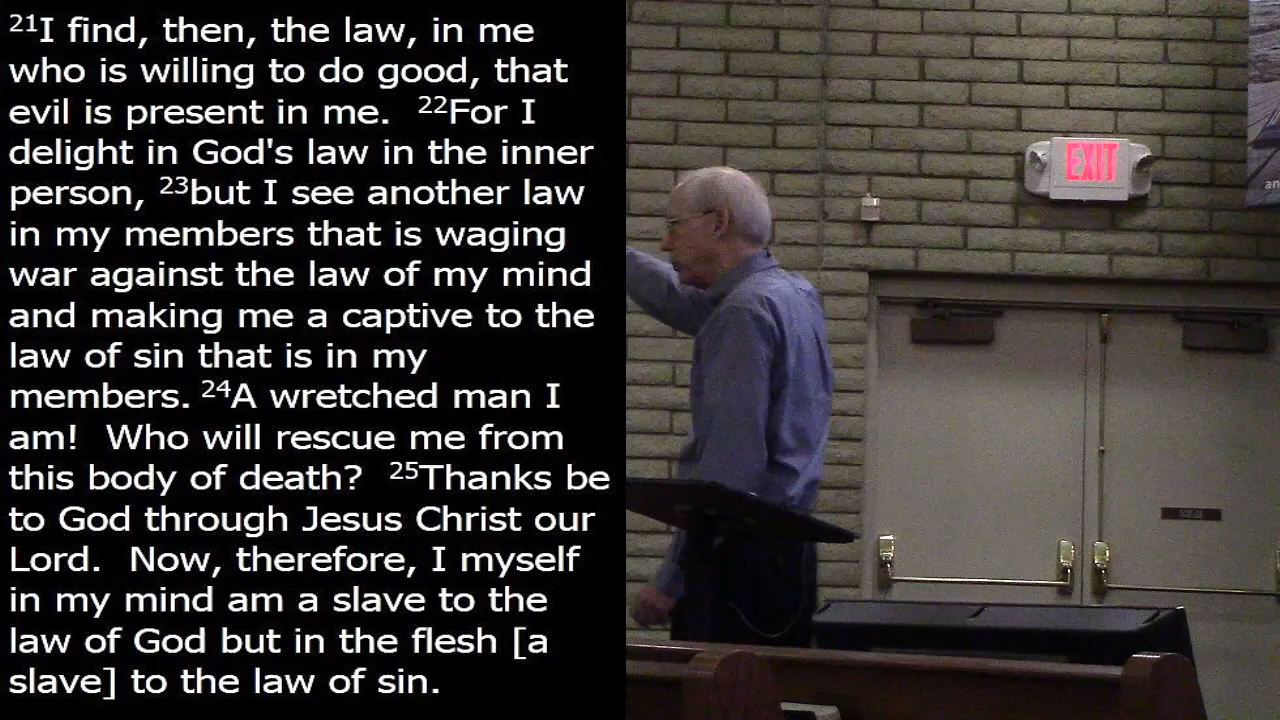 ²¹I find, then, the law, in me
who is willing to do good, that
evil is present in me.  ²²For I
delight in God's law in the inner
person, ²³but I see another law
in my members that is waging
war against the law of my mind
and making me a captive to the
law of sin that is in my
members. ²⁴A wretched man I
am!  Who will rescue me from
this body of death?  ²⁵Thanks be
to God through Jesus Christ our
Lord.  Now, therefore, I myself
in my mind am a slave to the
law of God but in the flesh [a
slave] to the law of sin.
EXIT